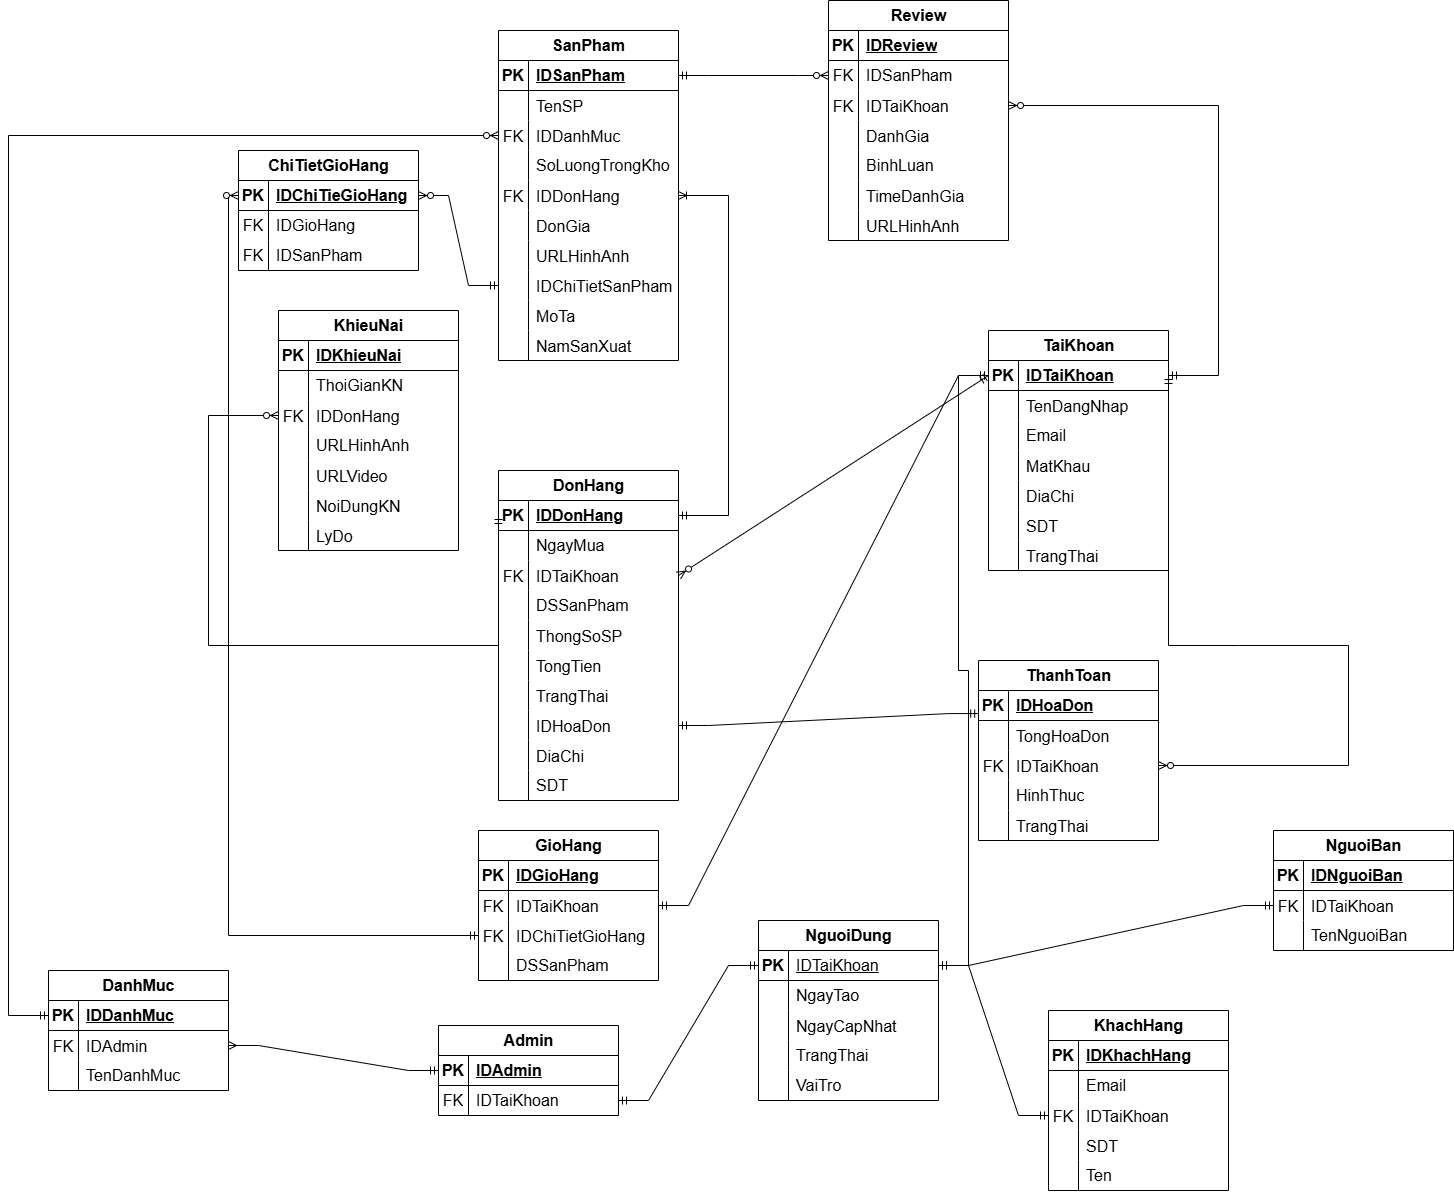 Review
PK IDReview
FK IDSanPham
FK IDTaiKhoan
DanhGia
BinhLuan
TimeDanhGia
URLHinhAnh
SanPham
PK IDSanPham
TenSP
FK IDDanhMuc
SoLuongTrongKho
FK IDDonHang
DonGia
URLHinhAnh
IDChiTietSanPham
MoTa
NamSanXuat
ChiTietGioHang
PK IDChiTieGioHang
FK IDGioHang
FK IDSanPham
KhieuNai
PK IDKhieuNai
ThoiGianKN
FK IDDonHang
URLHinhAnh
URLVideo
NoiDungKN
LyDo
TaiKhoan
PK IDTaiKhoan
TenDangNhap
Email
MatKhau
DiaChi
SDT
TrangThai
DonHang
PK IDDonHang
NgayMua
FK IDTaiKhoan
DSSanPham
ThongSoSP
TongTien
TrangThai
IDHoaDon
DiaChi
SDT
ThanhToan
PK IDHoaDon
TongHoaDon
FK IDTaiKhoan
HinhThuc
TrangThai
GioHang
PK IDGioHang
FK IDTaiKhoan
FK IDChiTietGioHang
DSSanPham
NguoiBan
PK IDNguoiBan
FK IDTaiKhoan
TenNguoiBan
NguoiDung
PK IDTaiKhoan
NgayTao
NgayCapNhat
TrangThai
VaiTro
DanhMuc
PK IDDanhMuc
FK IDAdmin
TenDanhMuc
Admin
PK IDAdmin
FK IDTaiKhoan
KhachHang
PK IDKhachHang
Email
FK IDTaiKhoan
SDT
Ten